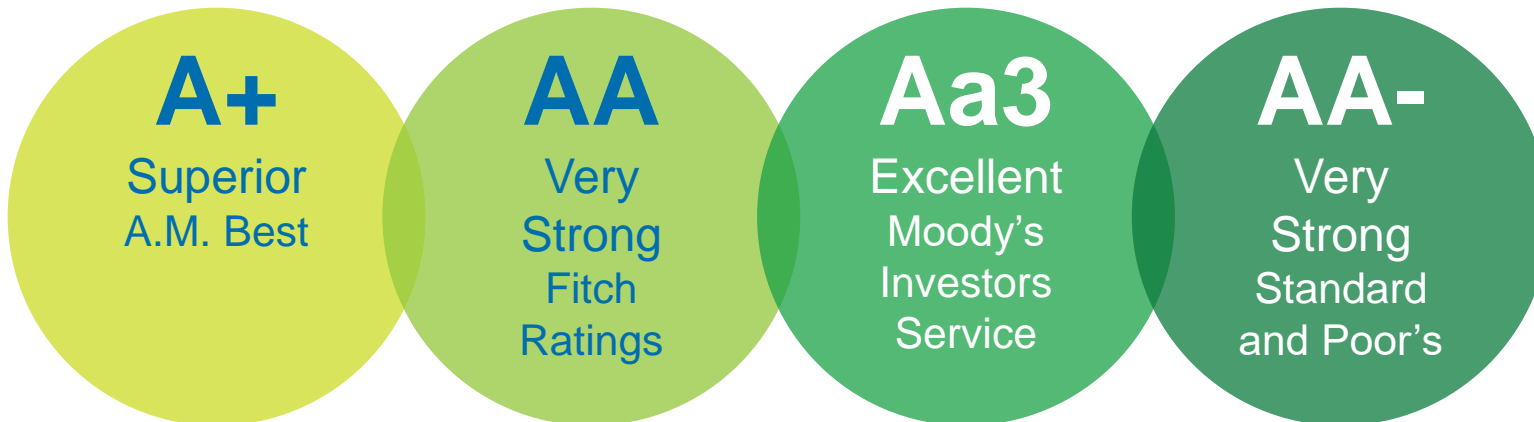 A+
Superior
A.M. Best
AA
Very
Strong
Fitch
Ratings
Aa3
Excellent
Moody’s
Investors
Service
AA-
Very
Strong
Standard
and Poor’s